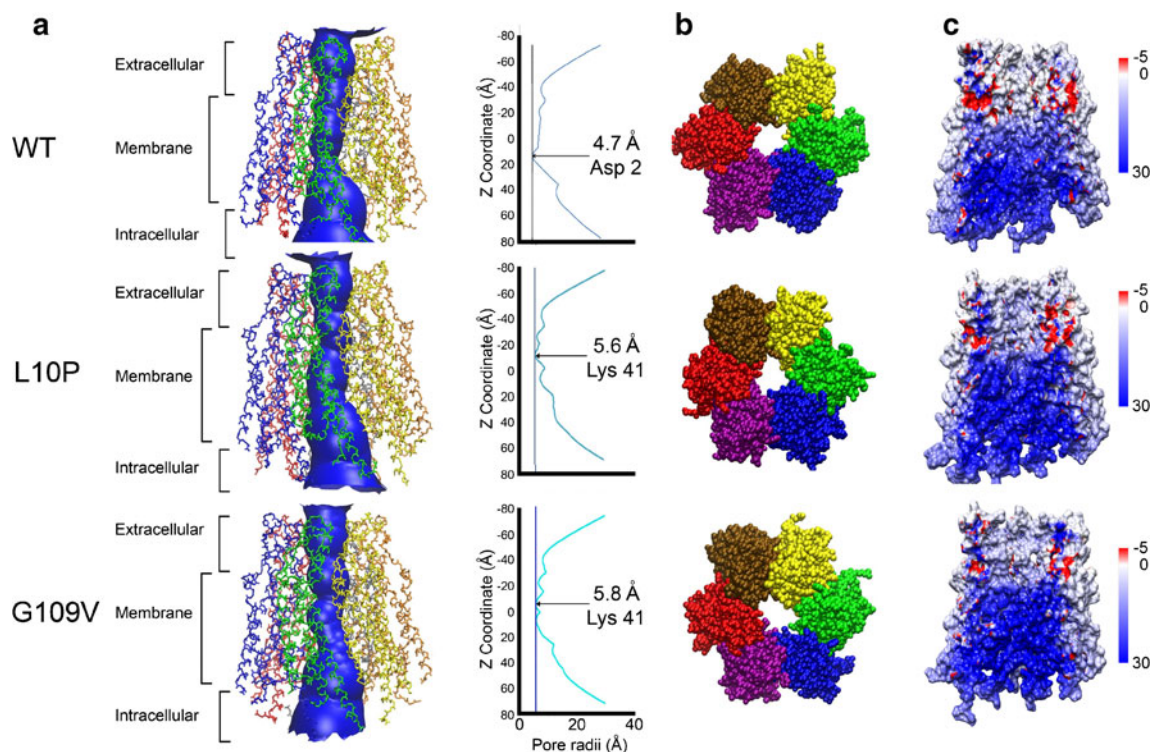 a
b
c
WT
Extracellular
Membrane
Intracellular
Z Coordinate (Å)
-80
-60
-40
-20
0
20
40
60
80
4.7 Å
Asp 2
-5
0
30
L10P
Extracellular
Membrane
Intracellular
Z Coordinate (Å)
-80
-60
-40
-20
0
20
40
60
80
5.6 Å
Lys 41
-5
0
30
G109V
Extracellular
Membrane
Intracellular
Z Coordinate (Å)
-80
-60
-40
-20
0
20
40
60
80
5.8 Å
Lys 41
0 20 40
Pore radii (Å)
-5
0
30